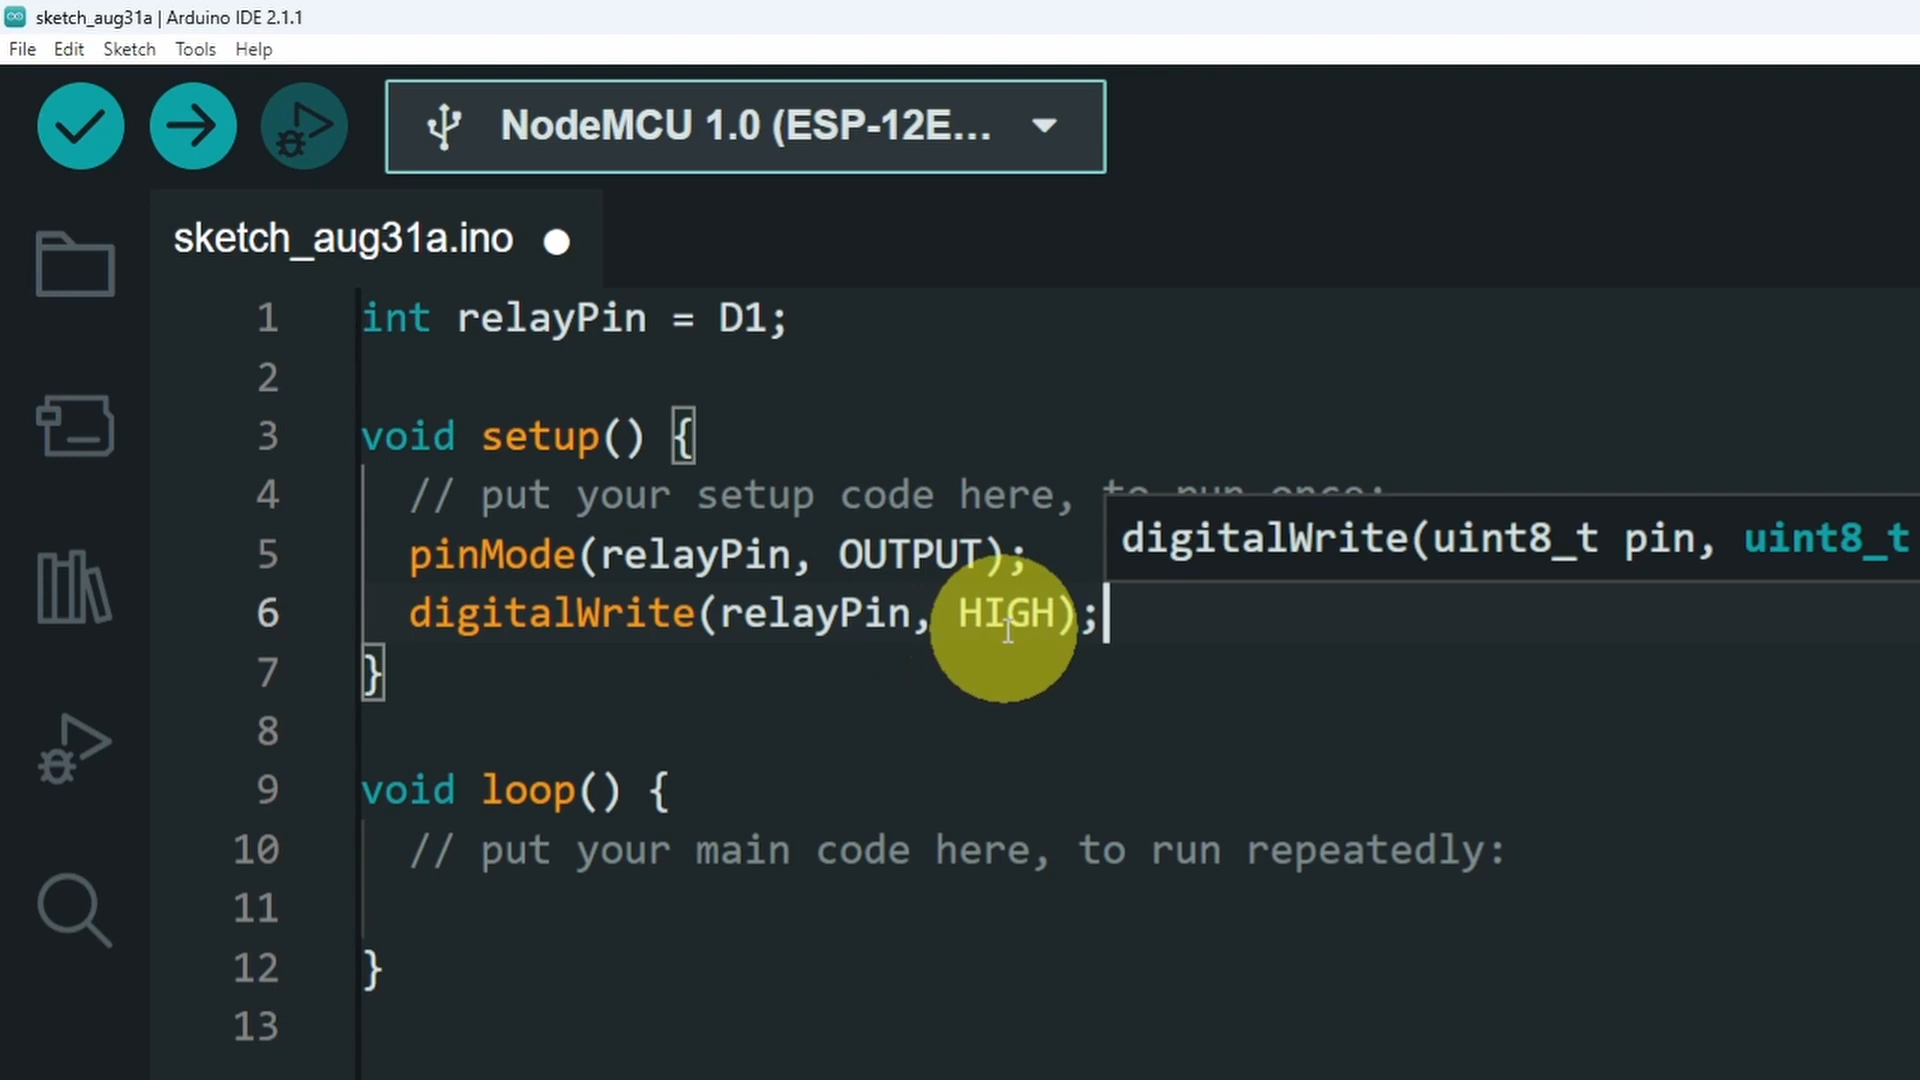 sketch_aug31a | Arduino IDE 2.1.1
File Edit Sketch Tools Help
NodeMCU 1.0 (ESP-12E...
sketch_aug31a.ino
1 int relayPin = D1;
2
3 void setup() {
4 // put your setup code here, to run once:
5 pinMode(relayPin, OUTPUT);
digitalWrite(uint8_t pin, uint8_t
6 digitalWrite(relayPin, HIGH);
7 }
8
9 void loop() {
10 // put your main code here, to run repeatedly:
11
12 }
13